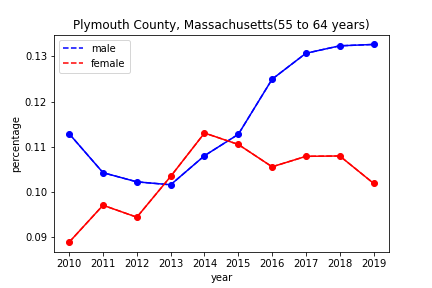 Plymouth County, Massachusetts(55 to 64 years)
male
female
percentage
0.13
0.12
0.11
0.10
0.09
2010 2011 2012 2013 2014 2015 2016 2017 2018 2019
year